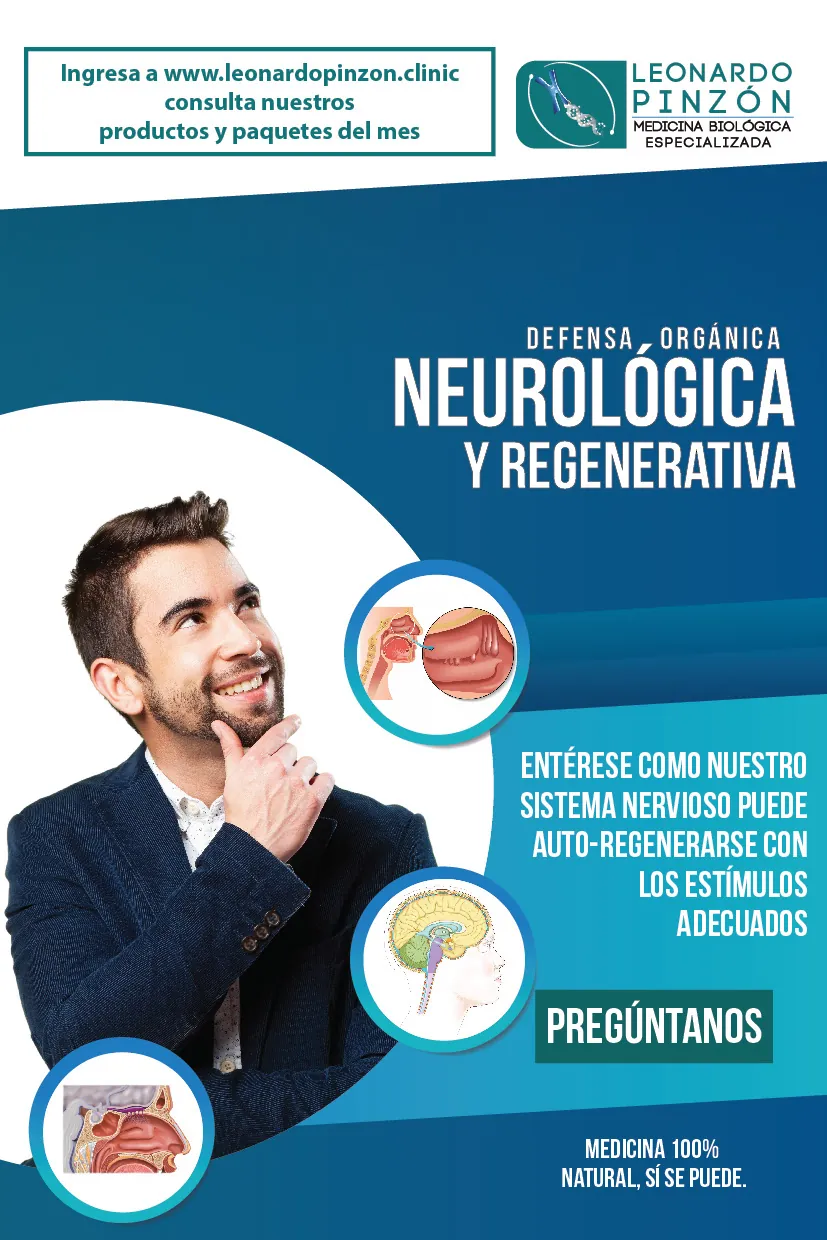 Ingresa a www.leonardopinzon.clinic
consulta nuestros
productos y paquetes del mes
LEONARDO
PINZÓN
MEDICINA BIOLÓGICA
ESPECIALIZADA
DEFENSA ORGÁNICA
NEUROLÓGICA
Y REGENERATIVA
ENTÉRESE COMO NUESTRO
SISTEMA NERVIOSO PUEDE
AUTO-REGENERARSE CON
LOS ESTÍMULOS
ADECUADOS
PREGÚNTANOS
MEDICINA 100%
NATURAL, SÍ SE PUEDE.